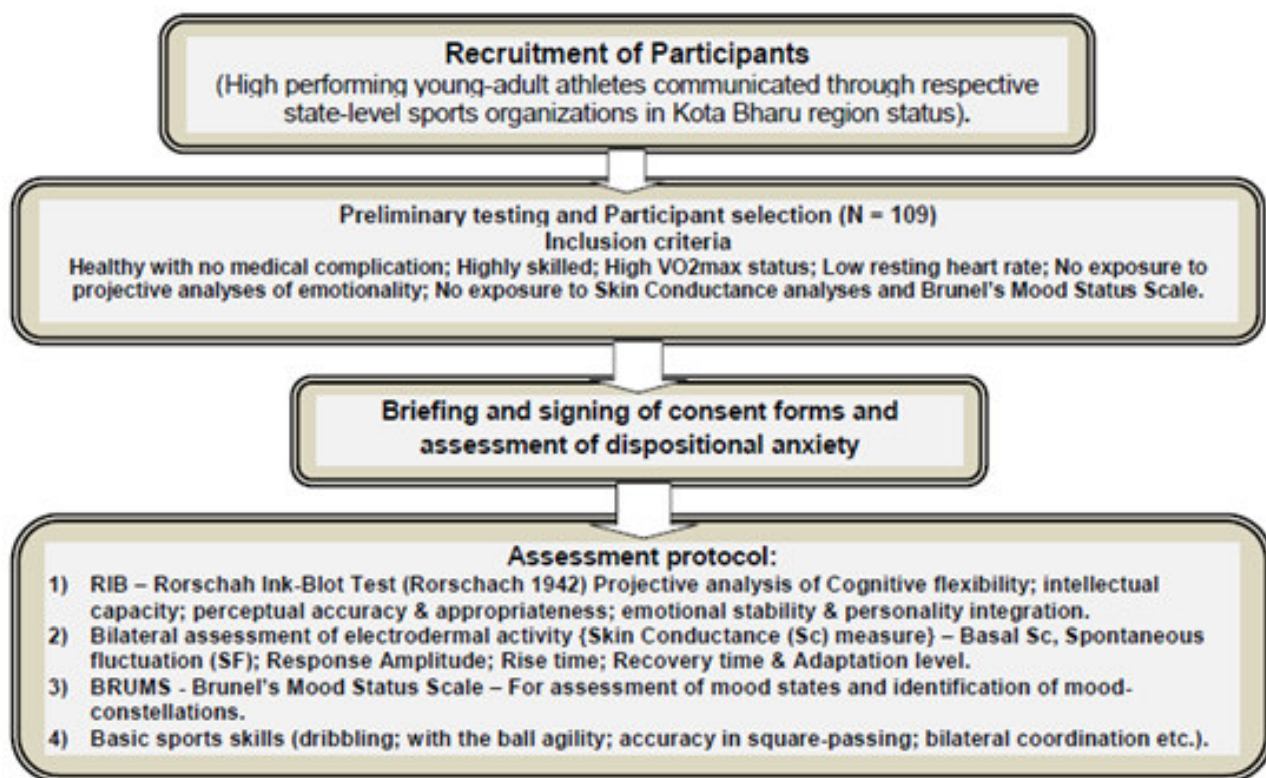 Recruitment of Participants
(High performing young-adult athletes communicated through respective
state-level sports organizations in Kota Bharu region status).
Preliminary testing and Participant selection (N = 109)
Inclusion criteria
Healthy with no medical complication; Highly skilled; High VO2max status; Low resting heart rate; No exposure to
projective analyses of emotionality; No exposure to Skin Conductance analyses and Brunel's Mood Status Scale.
Briefing and signing of consent forms and
assessment of dispositional anxiety
Assessment protocol:
1) RIB – Rorschah Ink-Blot Test (Rorschach 1942) Projective analysis of Cognitive flexibility; intellectual
capacity; perceptual accuracy & appropriateness; emotional stability & personality integration.
2) Bilateral assessment of electrodermal activity {Skin Conductance (Sc) measure} – Basal Sc, Spontaneous
fluctuation (SF); Response Amplitude; Rise time; Recovery time & Adaptation level.
3) BRUMS - Brunel's Mood Status Scale – For assessment of mood states and identification of mood-
constellations.
4) Basic sports skills (dribbling; with the ball agility; accuracy in square-passing; bilateral coordination etc.).